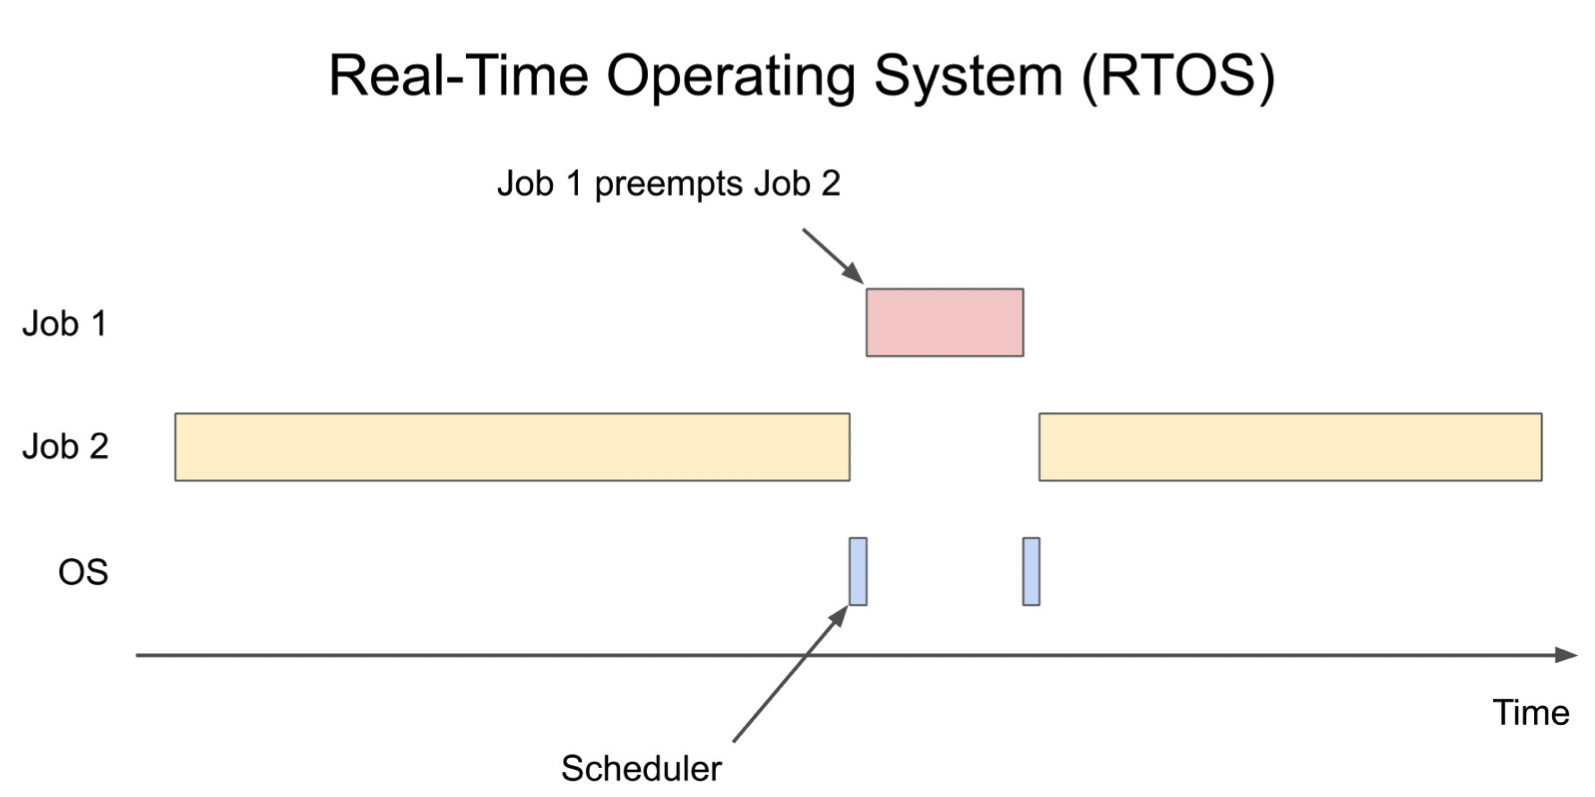 Real-Time Operating System (RTOS)
Job 1 preempts Job 2
Job 1
Job 2
OS
Time
Scheduler